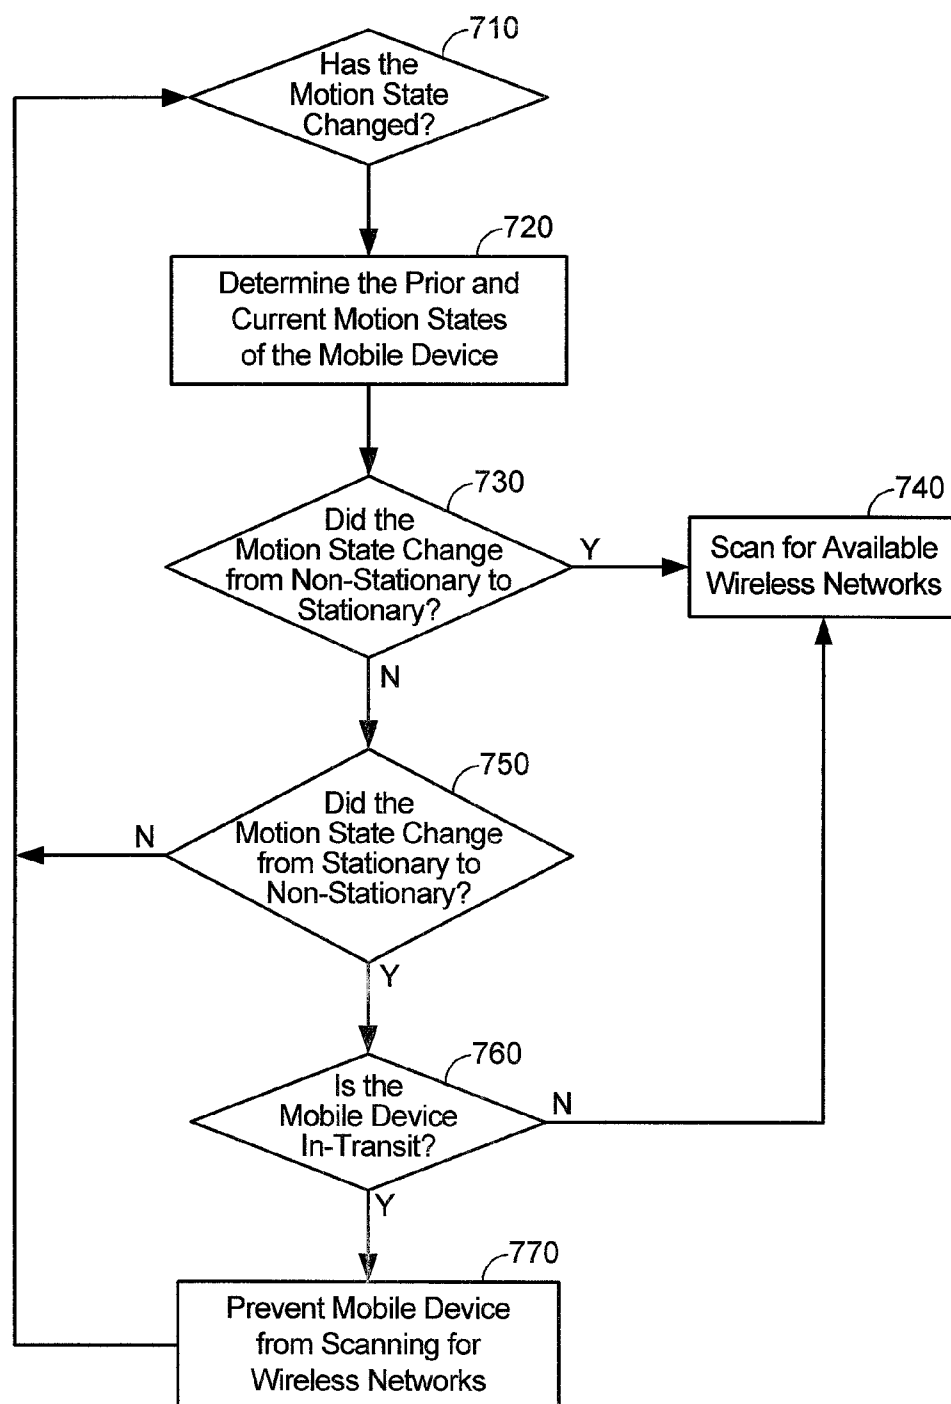 710
Has the
Motion State
Changed?
720
Determine the Prior and
Current Motion States
of the Mobile Device
730
Did the
Motion State Change
from Non-Stationary to
Stationary?
Y
740
Scan for Available
Wireless Networks
N
750
Did the
Motion State Change
from Stationary to
Non-Stationary?
N
Y
760
Is the
Mobile Device
In-Transit?
N
Y
770
Prevent Mobile Device
from Scanning for
Wireless Networks